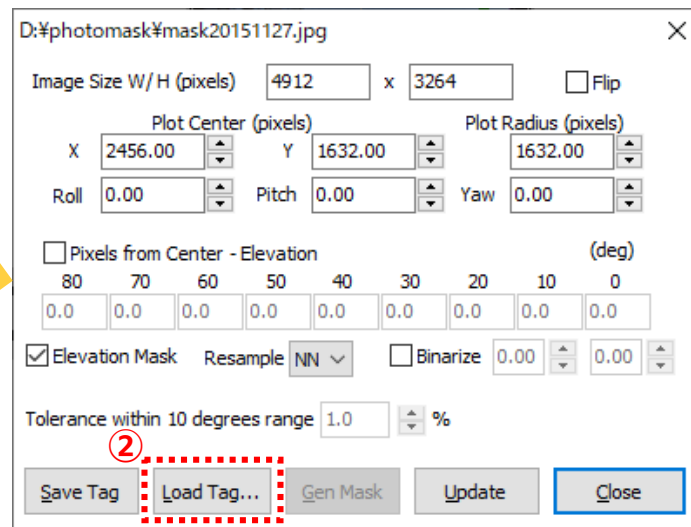 D:¥photomask¥mask20151127.jpg
Image Size W/H (pixels) 4912 x 3264 Flip
Plot Center (pixels) Plot Radius (pixels)
X 2456.00 Y 1632.00 1632.00
Roll 0.00 Pitch 0.00 Yaw 0.00
Pixels from Center - Elevation (deg)
80 70 60 50 40 30 20 10 0
0.0 0.0 0.0 0.0 0.0 0.0 0.0 0.0 0.0
Elevation Mask Resample NN Binarize 0.00 0.00
Tolerance within 10 degrees range 1.0 %
②
Save Tag Load Tag... Gen Mask Update Close